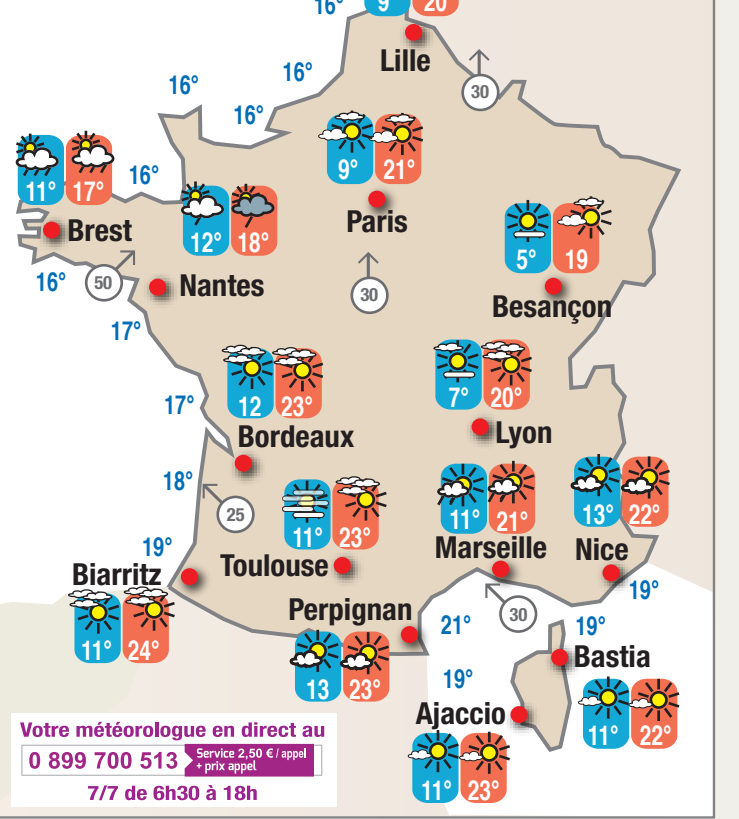 16°
9 20
Lille
16°
30
16°
16°
9° 21°
11° 17°
16°
Paris
12° 18°
Brest
5° 19
16°
50
Nantes
30
Besançon
17°
12 23°
7° 20°
17°
Bordeaux
Lyon
18°
25
11° 23°
11° 21°
13° 22°
19°
Toulouse
Marseille
Nice
Biarritz
19°
11° 24°
Perpignan
30
21°
19°
13 23°
Bastia
19°
11° 22°
Ajaccio
11° 23°
Votre météorologue en direct au
0 899 700 513
Service 2,50 € / appel
+ prix appel
7/7 de 6h30 à 18h